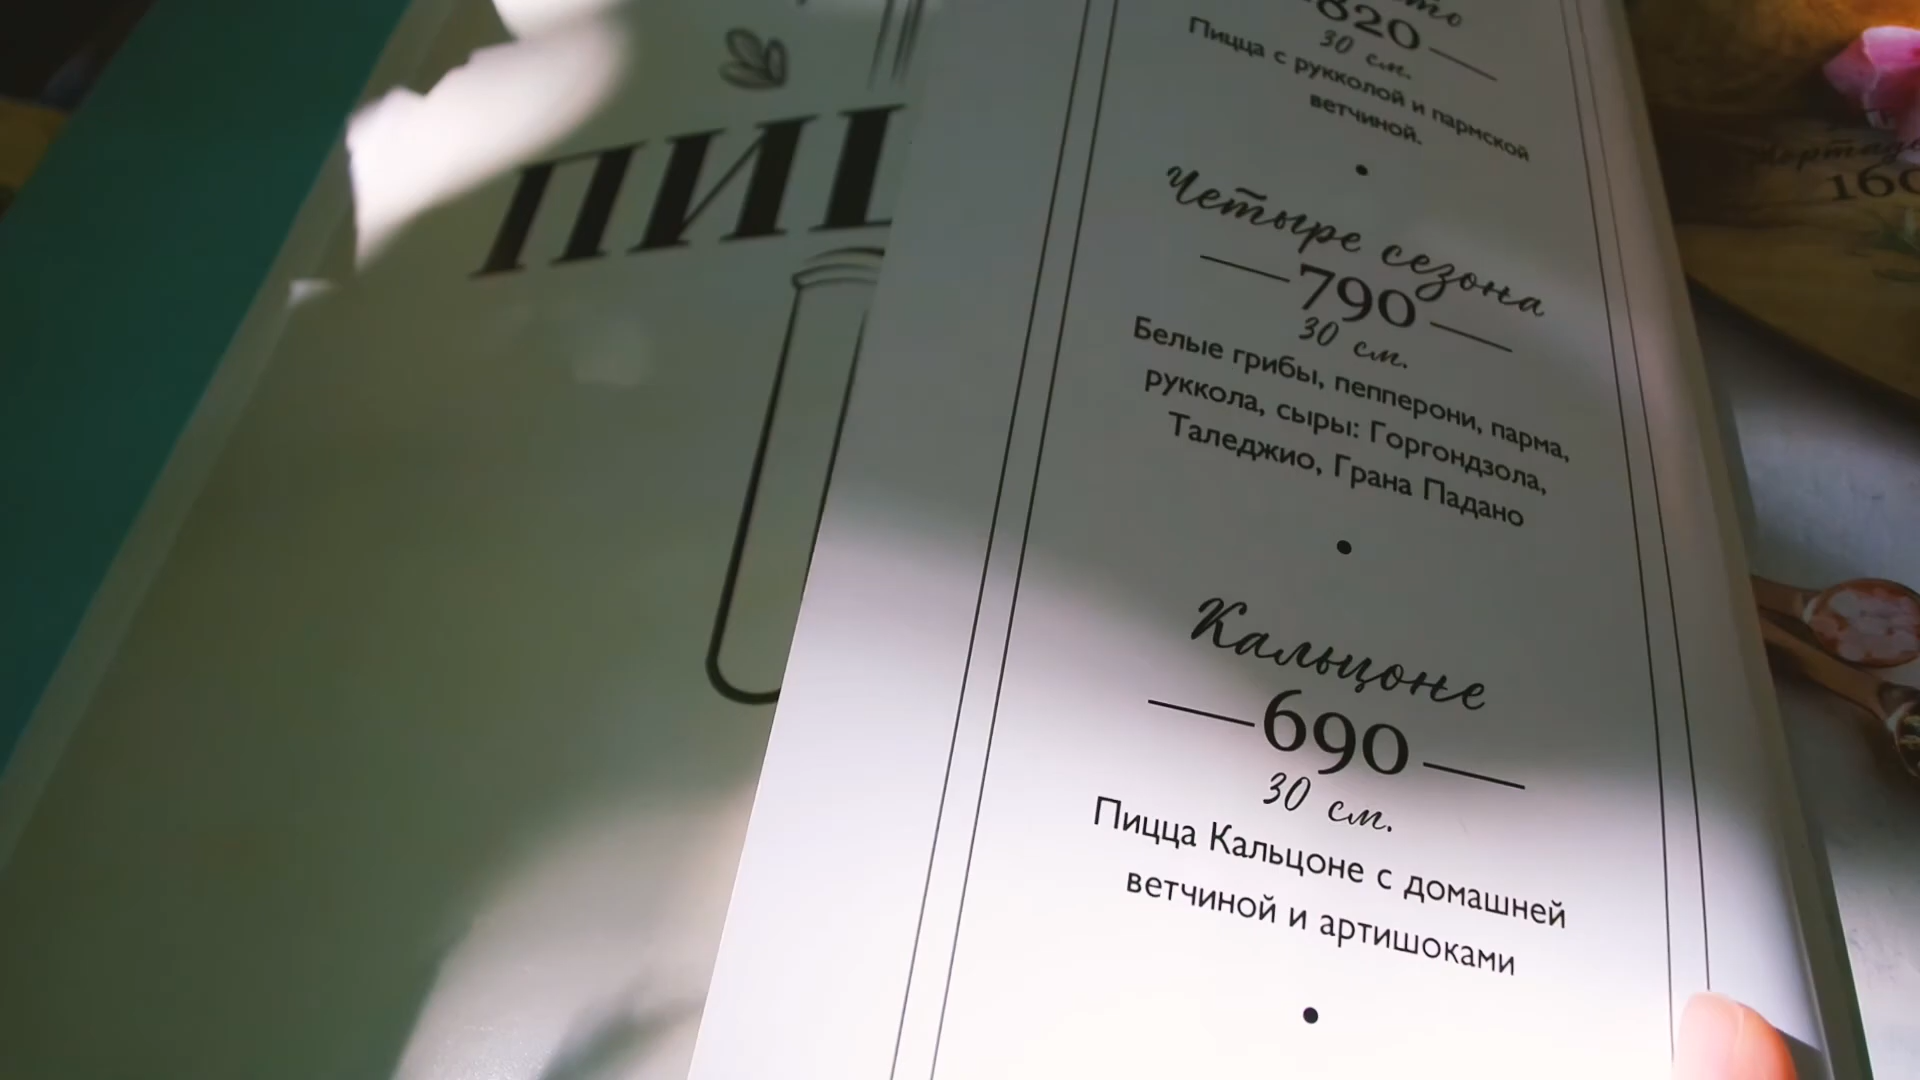 820
30 см.
Пицца с рукколой и пармской
ветчиной.
Четыре сезона
790
30 см.
Белые грибы, пепперони, парма,
руккола, сыры: Горгондзола,
Таледжио, Грана Падано
Кальцоне
690
30 см.
Пицца Кальцоне с домашней
ветчиной и артишоками